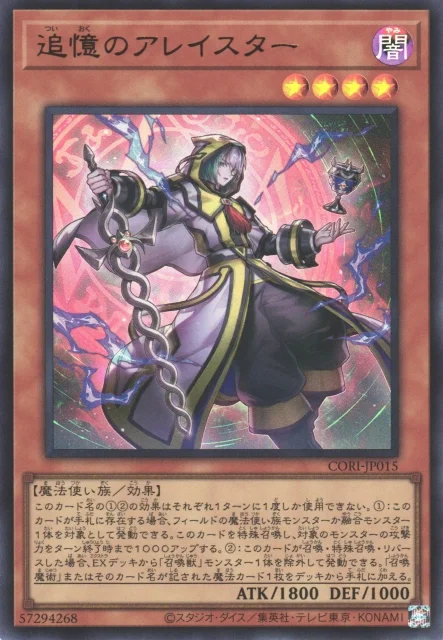 追憶のアレイスター
闇
CORI-JP015
【魔法使い族／効果】
このカード名の①②の効果はそれぞれ1ターンに1度しか使用できない。①：この
カードが手札に存在する場合、フィールドの魔法使い族モンスターか融合モンスター
1体を対象として発動できる。このカードを特殊召喚し、対象のモンスターの攻撃
力をターン終了時まで1000アップする。②：このカードが召喚・特殊召喚・リバー
スした場合、EXデッキから「召喚獣」モンスター1体を除外して発動できる。「召喚
魔術」またはそのカード名が記された魔法カード1枚をデッキから手札に加える。
ATK/1800 DEF/1000
57294268 ©スタジオ・ダイス／集英社・テレビ東京・KONAMI